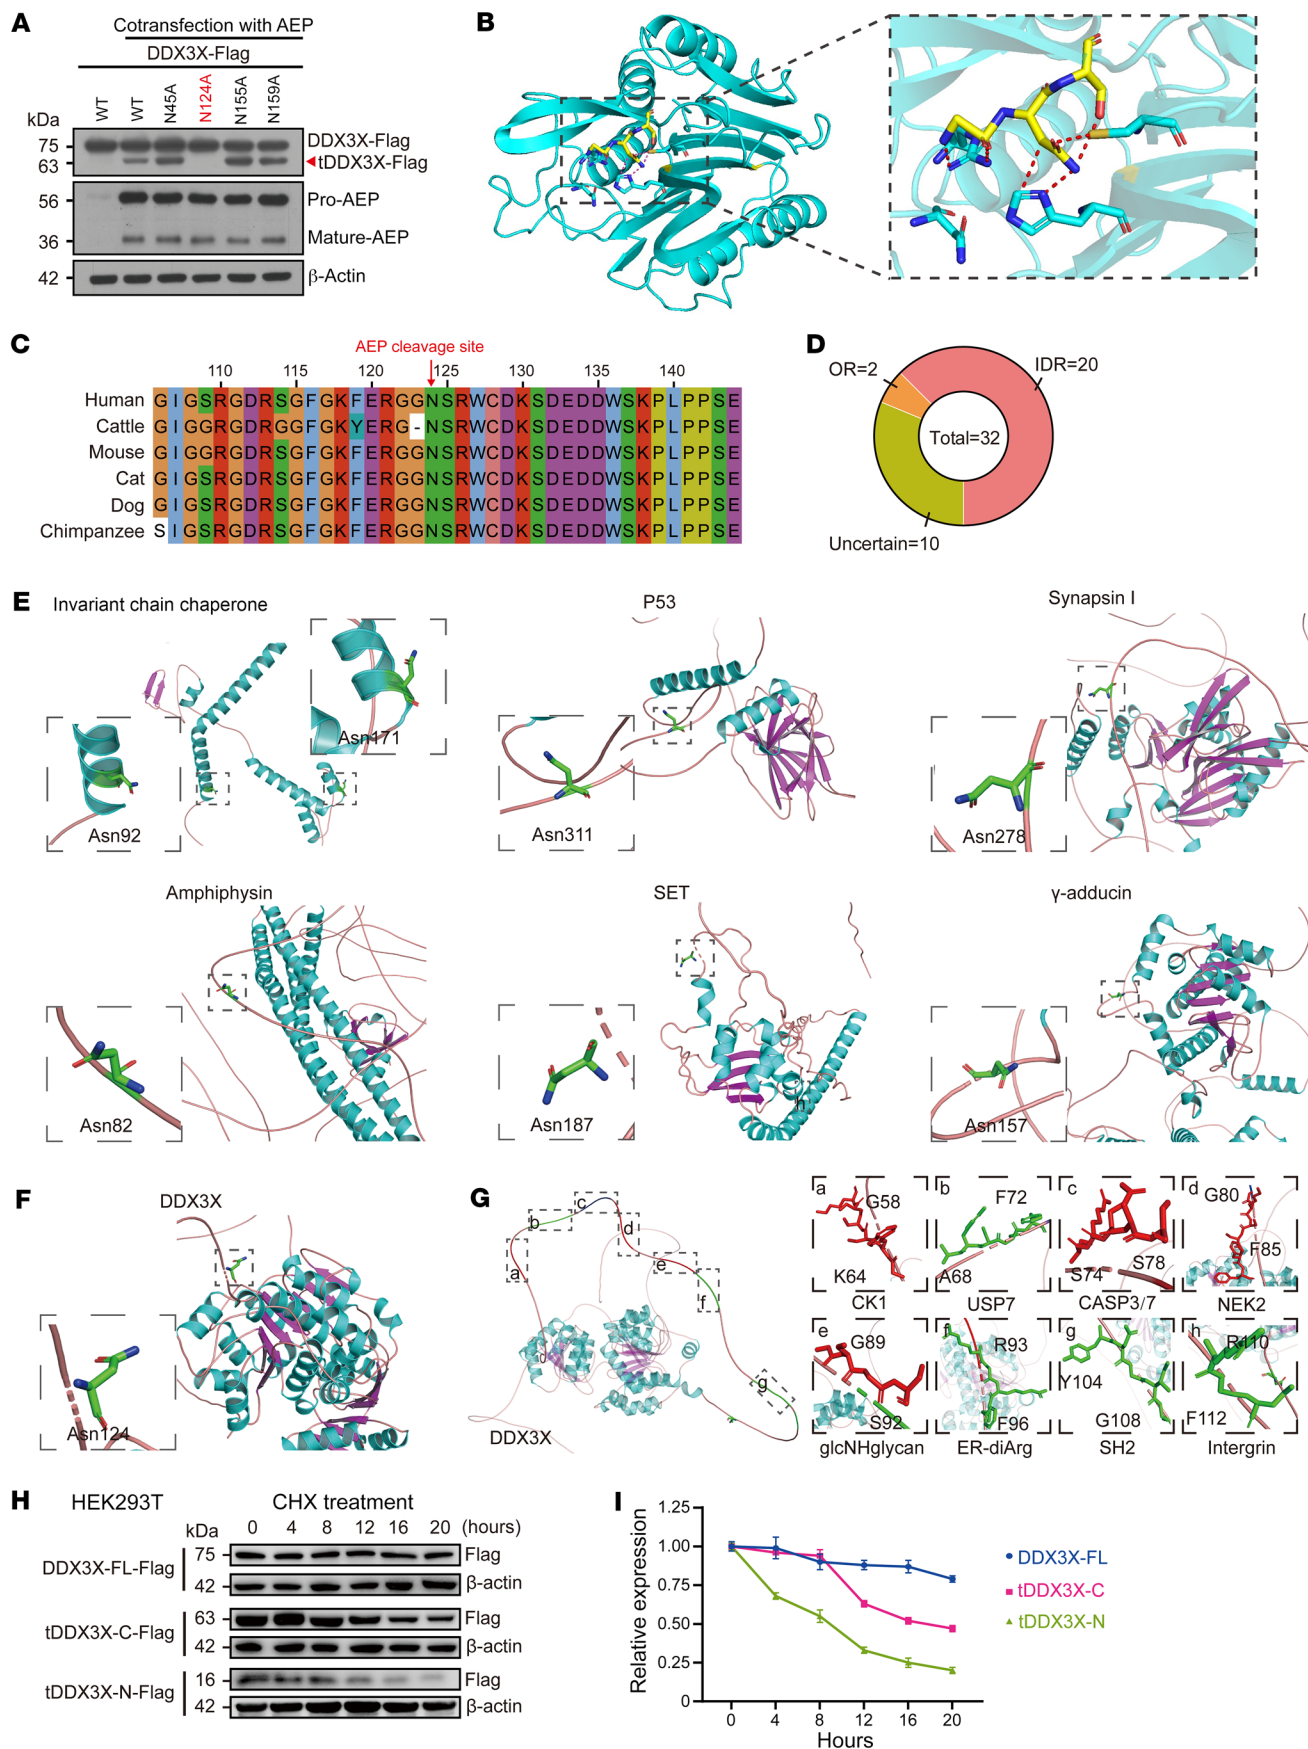 A
Cotransfection with AEP
DDX3X-Flag
WT WT N45A N124A N155A N159A
kDa
75 DDX3X-Flag
63 tDDX3X-Flag
56 Pro-AEP
36 Mature-AEP
42 β-Actin
B
C
AEP cleavage site
110 115 120 125 130 135 140
Human GIGSRGDRSGFGKFERGGNSRWCDKSDEDDWSKPLPPSE
Cattle GIGGRGDRGGFGKYERG-NSRWCDKSDEDDWSKPLPPSE
Mouse GIGGRGDRSGFGKFERGGNSRWCDKSDEDDWSKPLPPSE
Cat GIGSRGDRSGFGKFERGGNSRWCDKSDEDDWSKPLPPSE
Dog GIGSRGDRSGFGKFERGGNSRWCDKSDEDDWSKPLPPSE
Chimpanzee SIGSRGDRSGFGKFERGGNSRWCDKSDEDDWSKPLPPSE
D
OR=2
IDR=20
Total=32
Uncertain=10
E
Invariant chain chaperone
Asn171
Asn92
P53
Asn311
Synapsin I
Asn278
Amphiphysin
Asn82
SET
Asn187
γ-adducin
Asn157
F
DDX3X
Asn124
G
a
b
c
d
e
f
g
DDX3X
a
G58
K64
CK1
b
F72
A68
USP7
c
S74
S78
CASP3/7
d
G80
F85
NEK2
e
G89
S92
glcNHglycan
f
R93
F96
ER-diArg
g
Y104
G108
SH2
h
R110
F112
Intergrin
H
HEK293T
CHX treatment
kDa
0 4 8 12 16 20 (hours)
DDX3X-FL-Flag
75 Flag
42 β-actin
tDDX3X-C-Flag
63 Flag
42 β-actin
tDDX3X-N-Flag
16 Flag
42 β-actin
I
Relative expression
1.25
1.00
0.75
0.50
0.25
0
0 4 8 12 16 20
Hours
DDX3X-FL
tDDX3X-C
tDDX3X-N